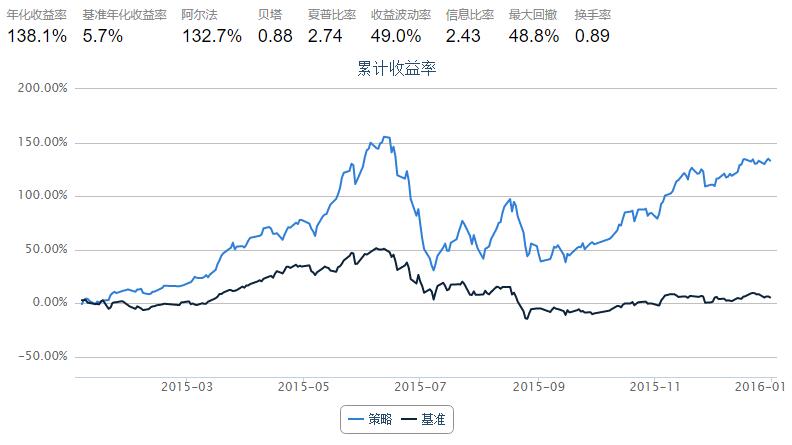 年化收益率 基准年化收益率 阿尔法 贝塔 夏普比率 收益波动率 信息比率 最大回撤 换手率
138.1% 5.7% 132.7% 0.88 2.74 49.0% 2.43 48.8% 0.89
累计收益率
200.00%
150.00%
100.00%
50.00%
0.00%
-50.00%
2015-03 2015-05 2015-07 2015-09 2015-11 2016-01
策略 基准